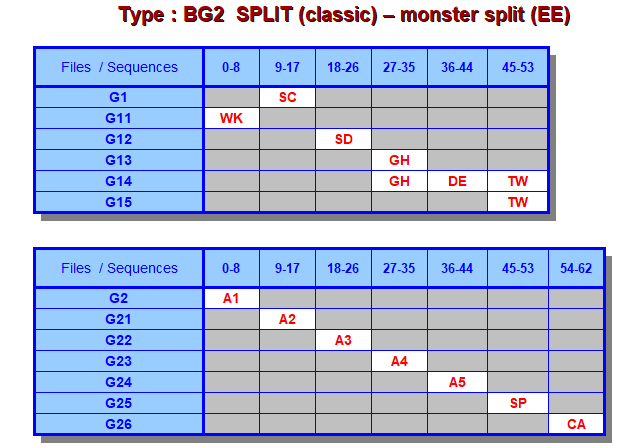 Type : BG2 SPLIT (classic) – monster split (EE)
Files / Sequences 0-8 9-17 18-26 27-35 36-44 45-53
G1 SC
G11 WK
G12 SD
G13 GH
G14 GH DE TW
G15 TW
Files / Sequences 0-8 9-17 18-26 27-35 36-44 45-53 54-62
G2 A1
G21 A2
G22 A3
G23 A4
G24 A5
G25 SP
G26 CA